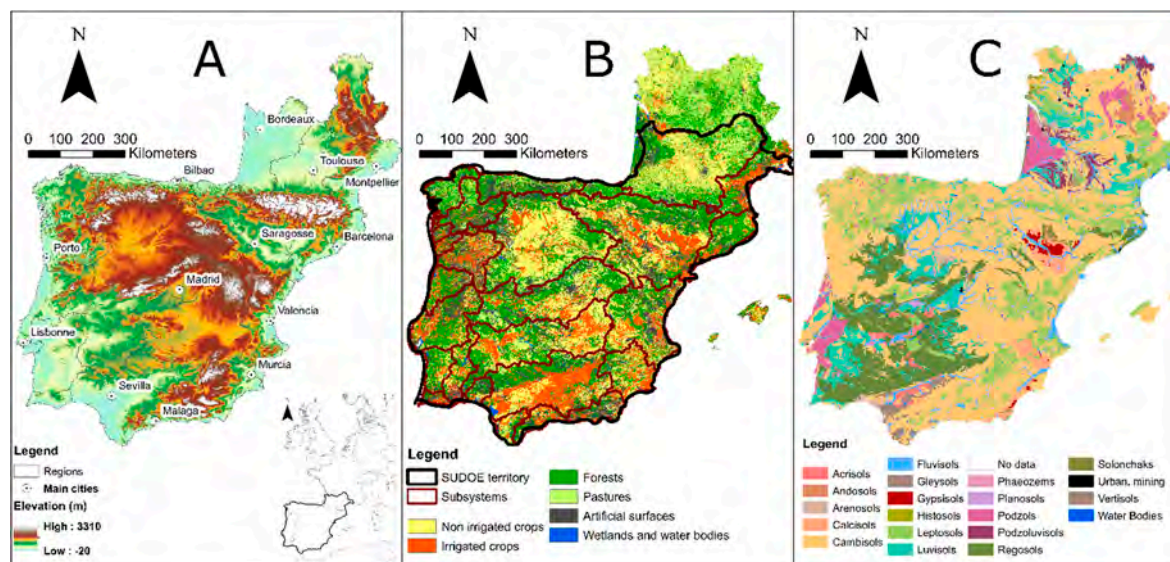 A
N
0 100 200 300
Kilometers
Bordeaux
Toulouse
Montpellier
Bilbao
Saragosse
Barcelona
Porto
Madrid
Valencia
Lisbonne
Murcia
Sevilla
Malaga
Legend
Regions
Main cities
Elevation (m)
High : 3310
Low : -20
B
N
0 100 200 300
Kilometers
Legend
SUDOE territory
Subsystems
Non irrigated crops
Irrigated crops
Forests
Pastures
Artificial surfaces
Wetlands and water bodies
C
N
0 100 200 300
Kilometers
Legend
Acrisols
Andosols
Arenosols
Calcisols
Cambisols
Fluvisols
Gleysols
Gypsisols
Histosols
Leptosols
Luvisols
No data
Phaeozems
Planosols
Podzols
Podzoluvisols
Regosols
Solonchaks
Urban, mining
Vertisols
Water Bodies